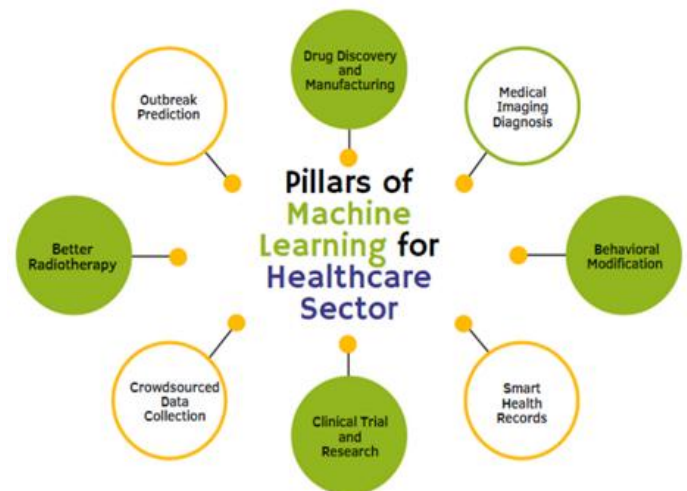 Drug Discovery
and
Manufacturing
Outbreak
Prediction
Medical
Imaging
Diagnosis
Pillars of
Machine
Learning for
Healthcare
Sector
Better
Radiotherapy
Behavioral
Modification
Crowdsourced
Data
Collection
Clinical Trial
and
Research
Smart
Health
Records